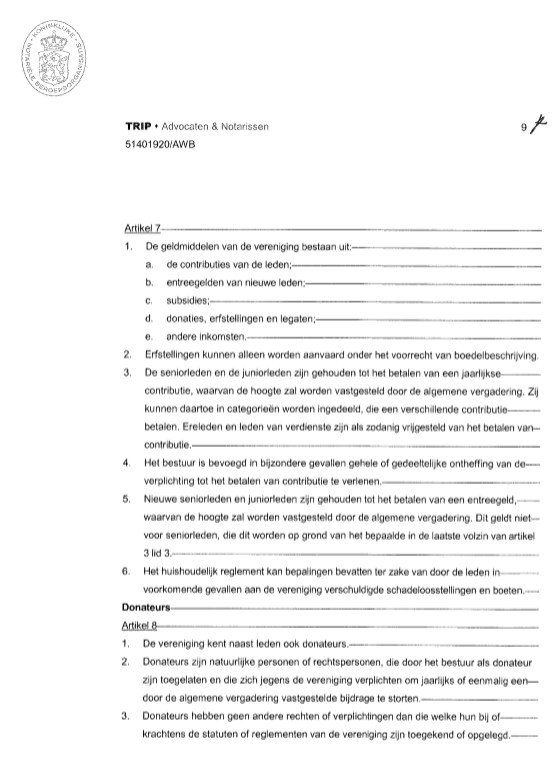 KONINKLIJKE
NOTARIËLE BEROEPSORGANISATIE
TRIP • Advocaten & Notarissen
9
51401920/AWB
Artikel 7
1. De geldmiddelen van de vereniging bestaan uit:
a. de contributies van de leden;
b. entreegelden van nieuwe leden;
c. subsidies;
d. donaties, erfstellingen en legaten;
e. andere inkomsten.
2. Erfstellingen kunnen alleen worden aanvaard onder het voorrecht van boedelbeschrijving.
3. De seniorleden en de juniorleden zijn gehouden tot het betalen van een jaarlijkse
contributie, waarvan de hoogte zal worden vastgesteld door de algemene vergadering. Zij
kunnen daartoe in categorieën worden ingedeeld, die een verschillende contributie
betalen. Ereleden en leden van verdienste zijn als zodanig vrijgesteld van het betalen van
contributie.
4. Het bestuur is bevoegd in bijzondere gevallen gehele of gedeeltelijke ontheffing van de
verplichting tot het betalen van contributie te verlenen.
5. Nieuwe seniorleden en juniorleden zijn gehouden tot het betalen van een entreegeld,
waarvan de hoogte zal worden vastgesteld door de algemene vergadering. Dit geldt niet
voor seniorleden, die dit worden op grond van het bepaalde in de laatste volzin van artikel
3 lid 3.
6. Het huishoudelijk reglement kan bepalingen bevatten ter zake van door de leden in
voorkomende gevallen aan de vereniging verschuldigde schadeloosstellingen en boeten.
Donateurs
Artikel 8
1. De vereniging kent naast leden ook donateurs.
2. Donateurs zijn natuurlijke personen of rechtspersonen, die door het bestuur als donateur
zijn toegelaten en die zich jegens de vereniging verplichten om jaarlijks of eenmalig een
door de algemene vergadering vastgestelde bijdrage te storten.
3. Donateurs hebben geen andere rechten of verplichtingen dan die welke hun bij of
krachtens de statuten of reglementen van de vereniging zijn toegekend of opgelegd.